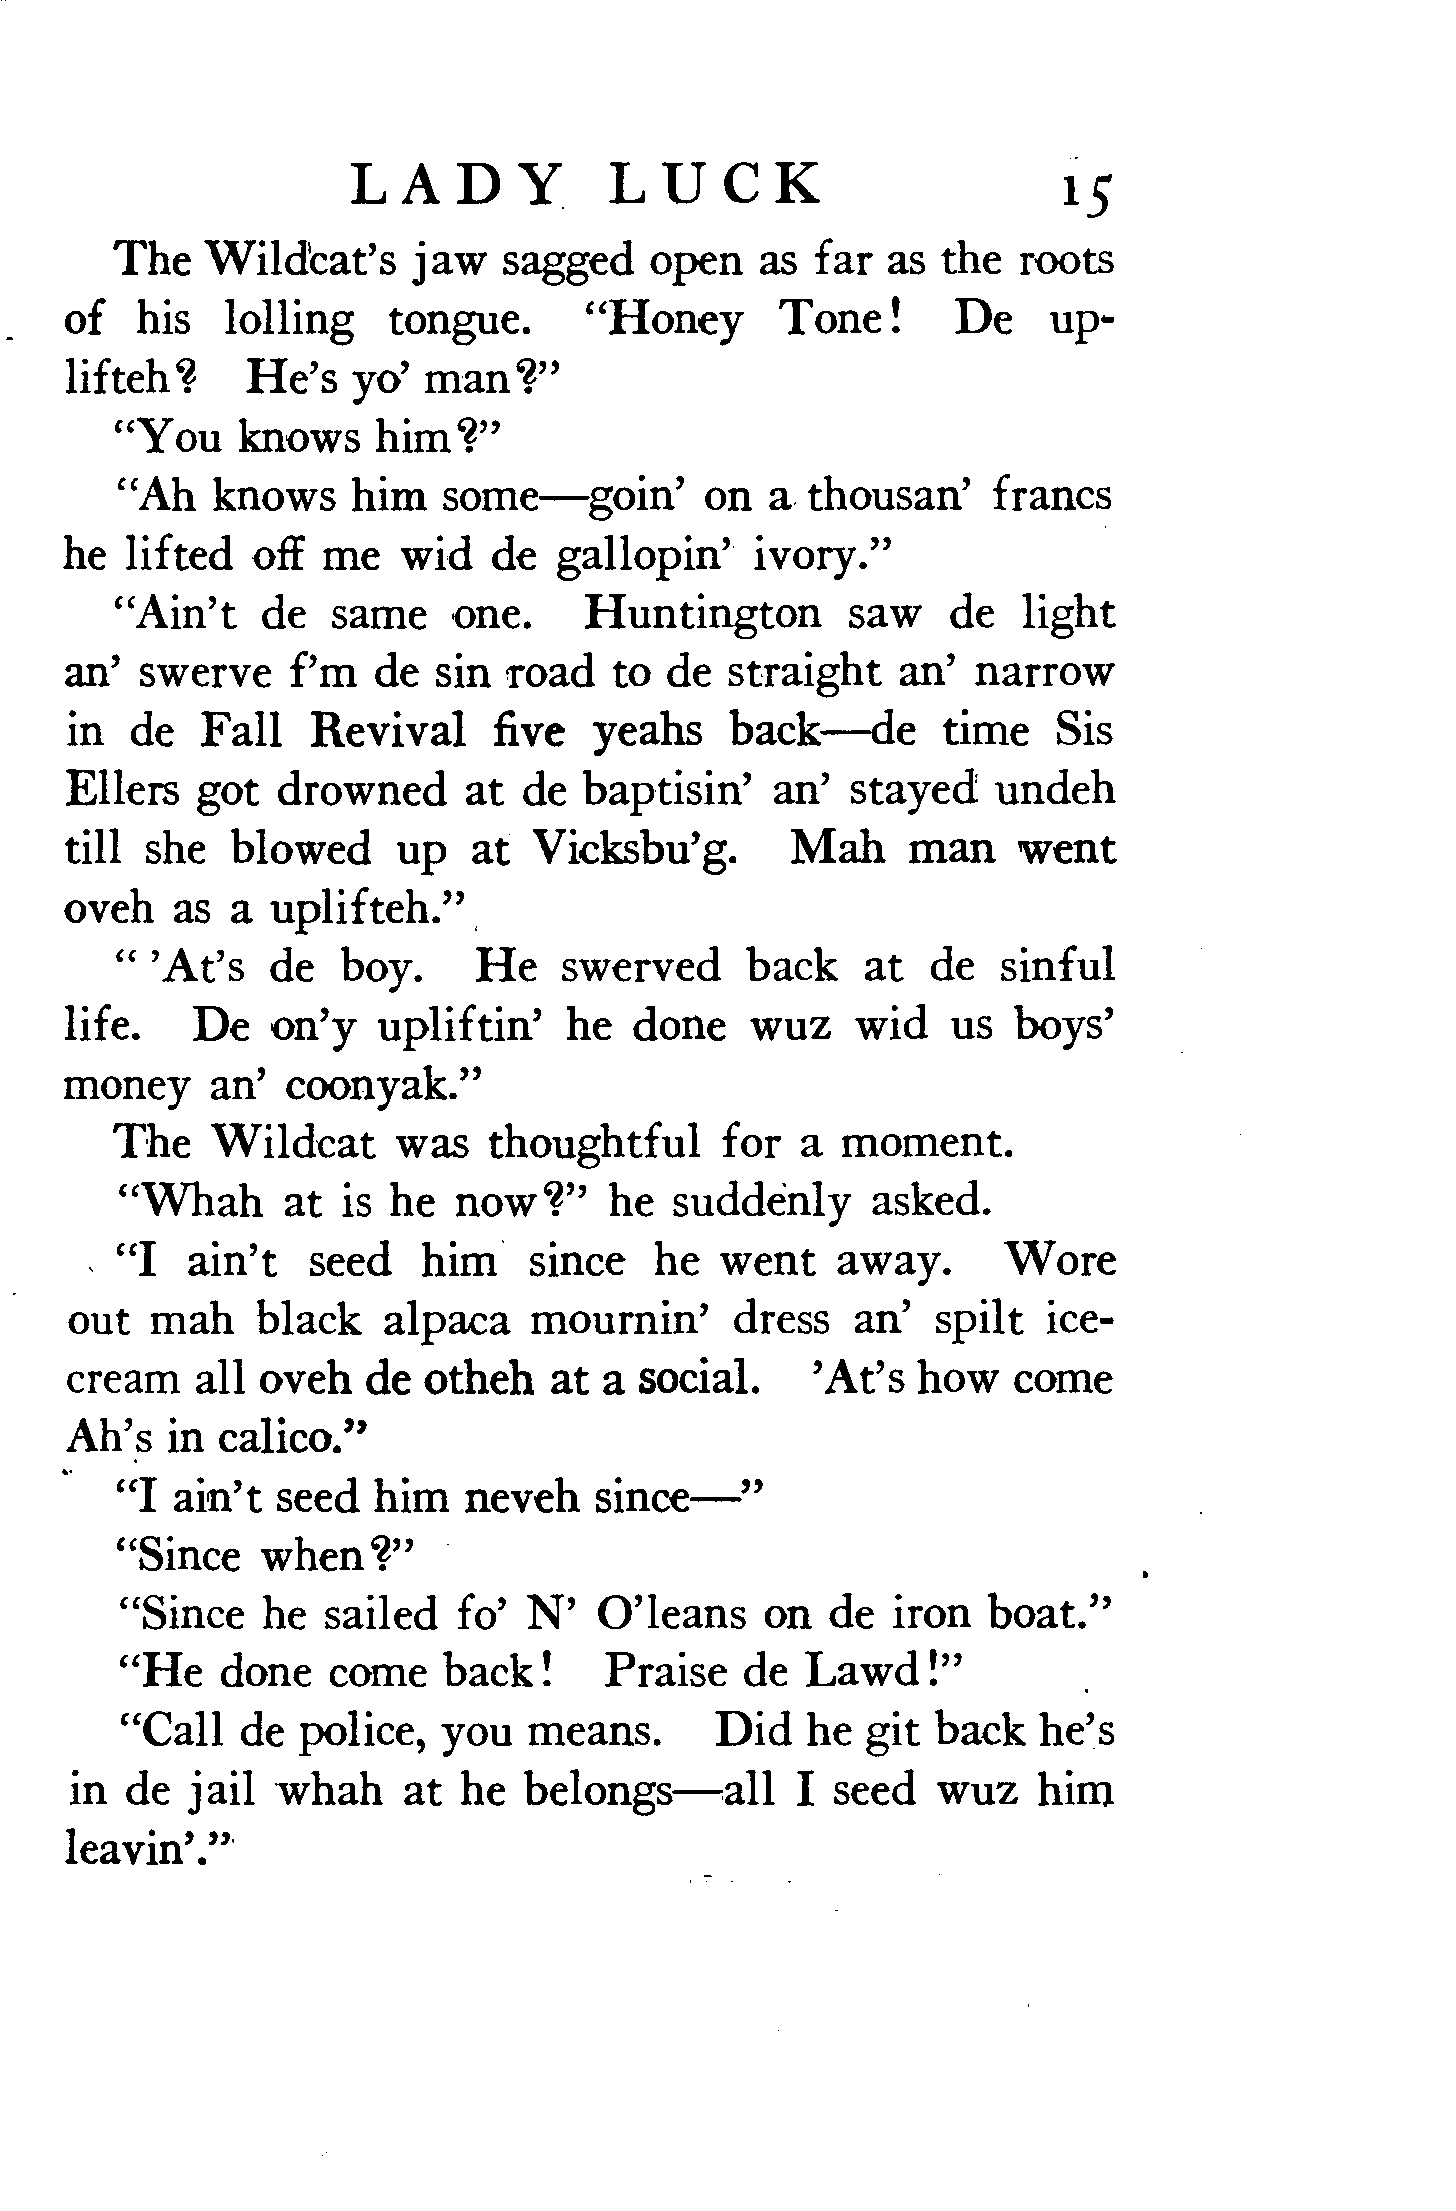 LADY LUCK 15
The Wildcat's jaw sagged open as far as the roots
of his lolling tongue. "Honey Tone! De up-
lifteh? He's yo' man?"
"You knows him?"
"Ah knows him some—goin' on a thousan' francs
he lifted off me wid de gallopin' ivory."
"Ain't de same one. Huntington saw de light
an' swerve f'm de sin road to de straight an' narrow
in de Fall Revival five yeahs back—de time Sis
Ellers got drowned at de baptisin' an' stayed undeh
till she blowed up at Vicksbu'g. Mah man went
oveh as a uplifteh."
" 'At's de boy. He swerved back at de sinful
life. De on'y upliftin' he done wuz wid us boys'
money an' coonyak."
The Wildcat was thoughtful for a moment.
"Whah at is he now?" he suddenly asked.
"I ain't seed him since he went away. Wore
out mah black alpaca mournin' dress an' spilt ice-
cream all oveh de otheh at a social. 'At's how come
Ah's in calico."
"I ain't seed him neveh since—"
"Since when?"
"Since he sailed fo' N' O'leans on de iron boat."
"He done come back! Praise de Lawd!"
"Call de police, you means. Did he git back he's
in de jail whah at he belongs—all I seed wuz him
leavin'."